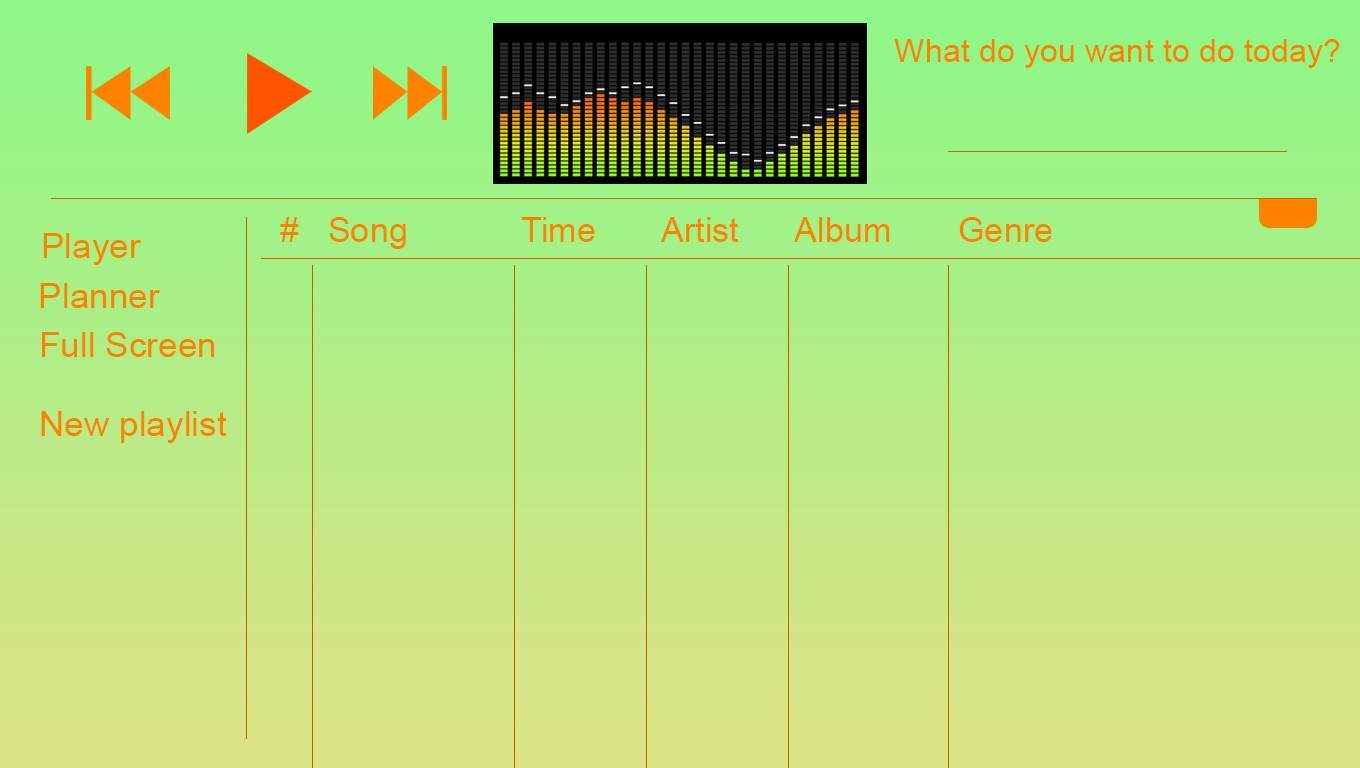 What do you want to do today?
# Song Time Artist Album Genre
Player
Planner
Full Screen
New playlist